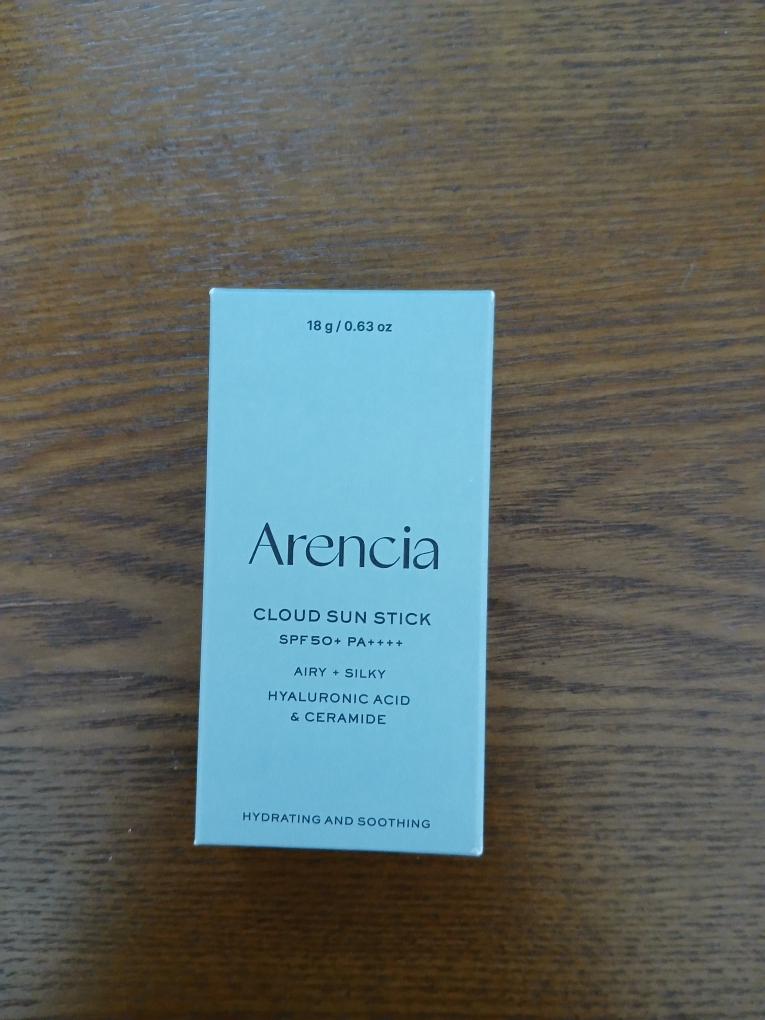 18 g / 0.63 oz
Arencia
CLOUD SUN STICK
SPF50+ PA++++
AIRY + SILKY
HYALURONIC ACID
& CERAMIDE
HYDRATING AND SOOTHING